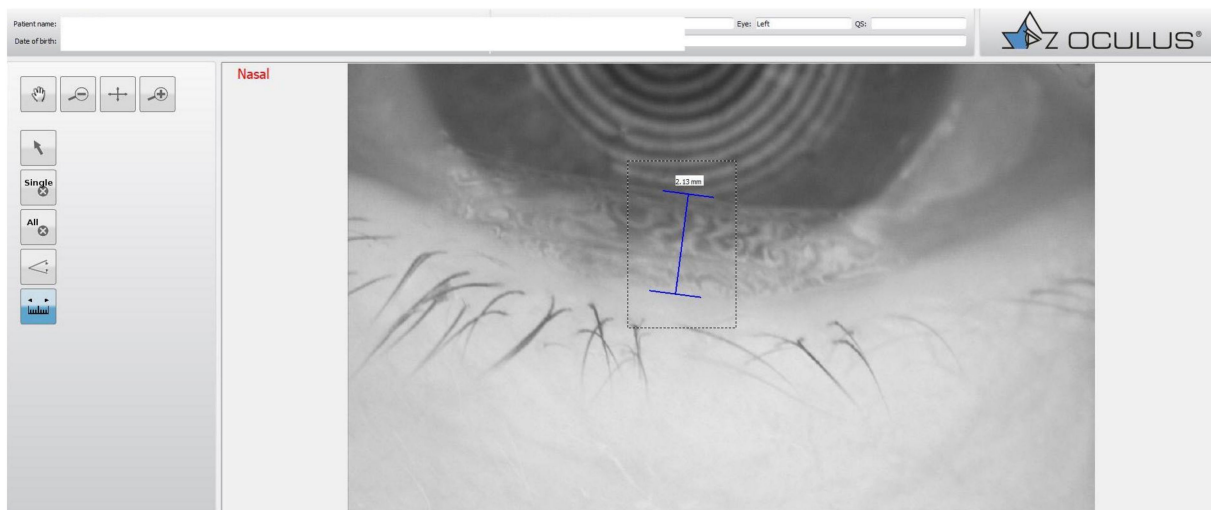 Patient name:
Eye: Left
QS:
Date of birth:
OCULUS®
Nasal
2.13 mm
Single
All